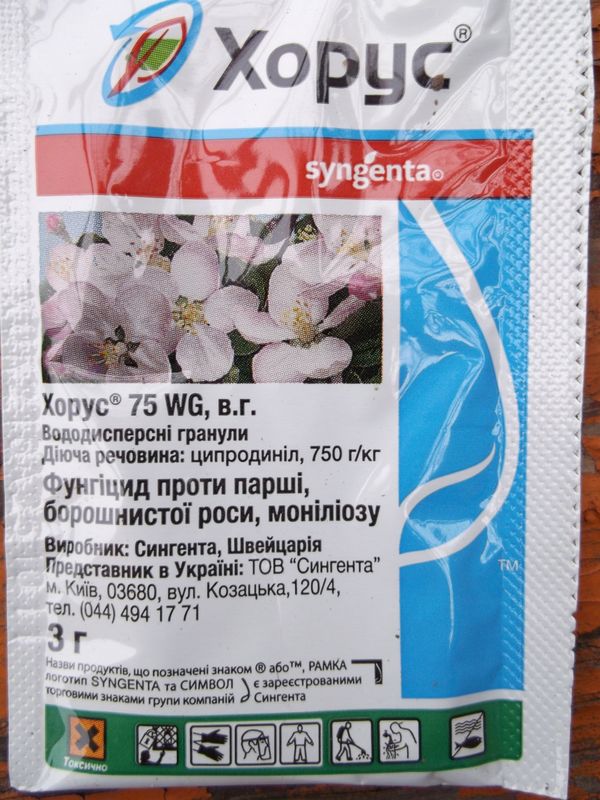 Хорус®
syngenta®
Хорус® 75 WG, в.г.
Вододисперсні гранули
Діюча речовина: ципродиніл, 750 г/кг
Фунгіцид проти парші,
борошнистої роси, моніліозу
Виробник: Сингента, Швейцарія
Представник в Україні: ТОВ "Сингента"
м. Київ, 03680, вул. Козацька,120/4,
тел. (044) 494 17 71
TM
3 г
Назви продуктів, що позначені знаком ® або™, РАМКА
логотип SYNGENTA та СИМВОЛ є зареєстрованими
торговими знаками групи компаній Сингента
Токсично